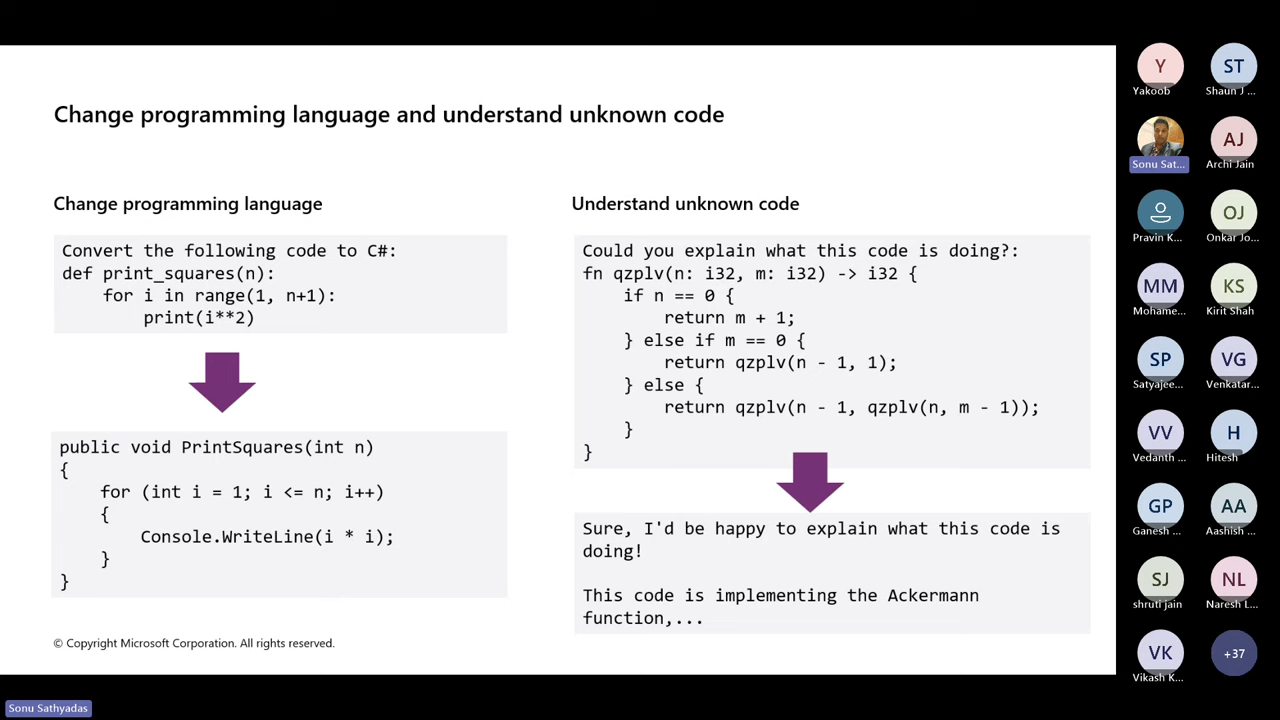 Change programming language and understand unknown code
Change programming language
Convert the following code to C#:
def print_squares(n):
    for i in range(1, n+1):
        print(i**2)
public void PrintSquares(int n)
{
    for (int i = 1; i <= n; i++)
    {
        Console.WriteLine(i * i);
    }
}
Understand unknown code
Could you explain what this code is doing?:
fn qzplv(n: i32, m: i32) -> i32 {
    if n == 0 {
        return m + 1;
    } else if m == 0 {
        return qzplv(n - 1, 1);
    } else {
        return qzplv(n - 1, qzplv(n, m - 1));
    }
}
Sure, I'd be happy to explain what this code is
doing!
This code is implementing the Ackermann
function,...
© Copyright Microsoft Corporation. All rights reserved.
Y
Yakoob
ST
Shaun J ...
Sonu Sat...
AJ
Archi Jain
Pravin K...
OJ
Onkar Jo...
MM
Mohame...
KS
Kirit Shah
SP
Satyajee...
VG
Venkatar...
VV
Vedanth ...
H
Hitesh
GP
Ganesh ...
AA
Aashish ...
SJ
shruti jain
NL
Naresh L...
VK
Vikash K...
+37
Sonu Sathyadas